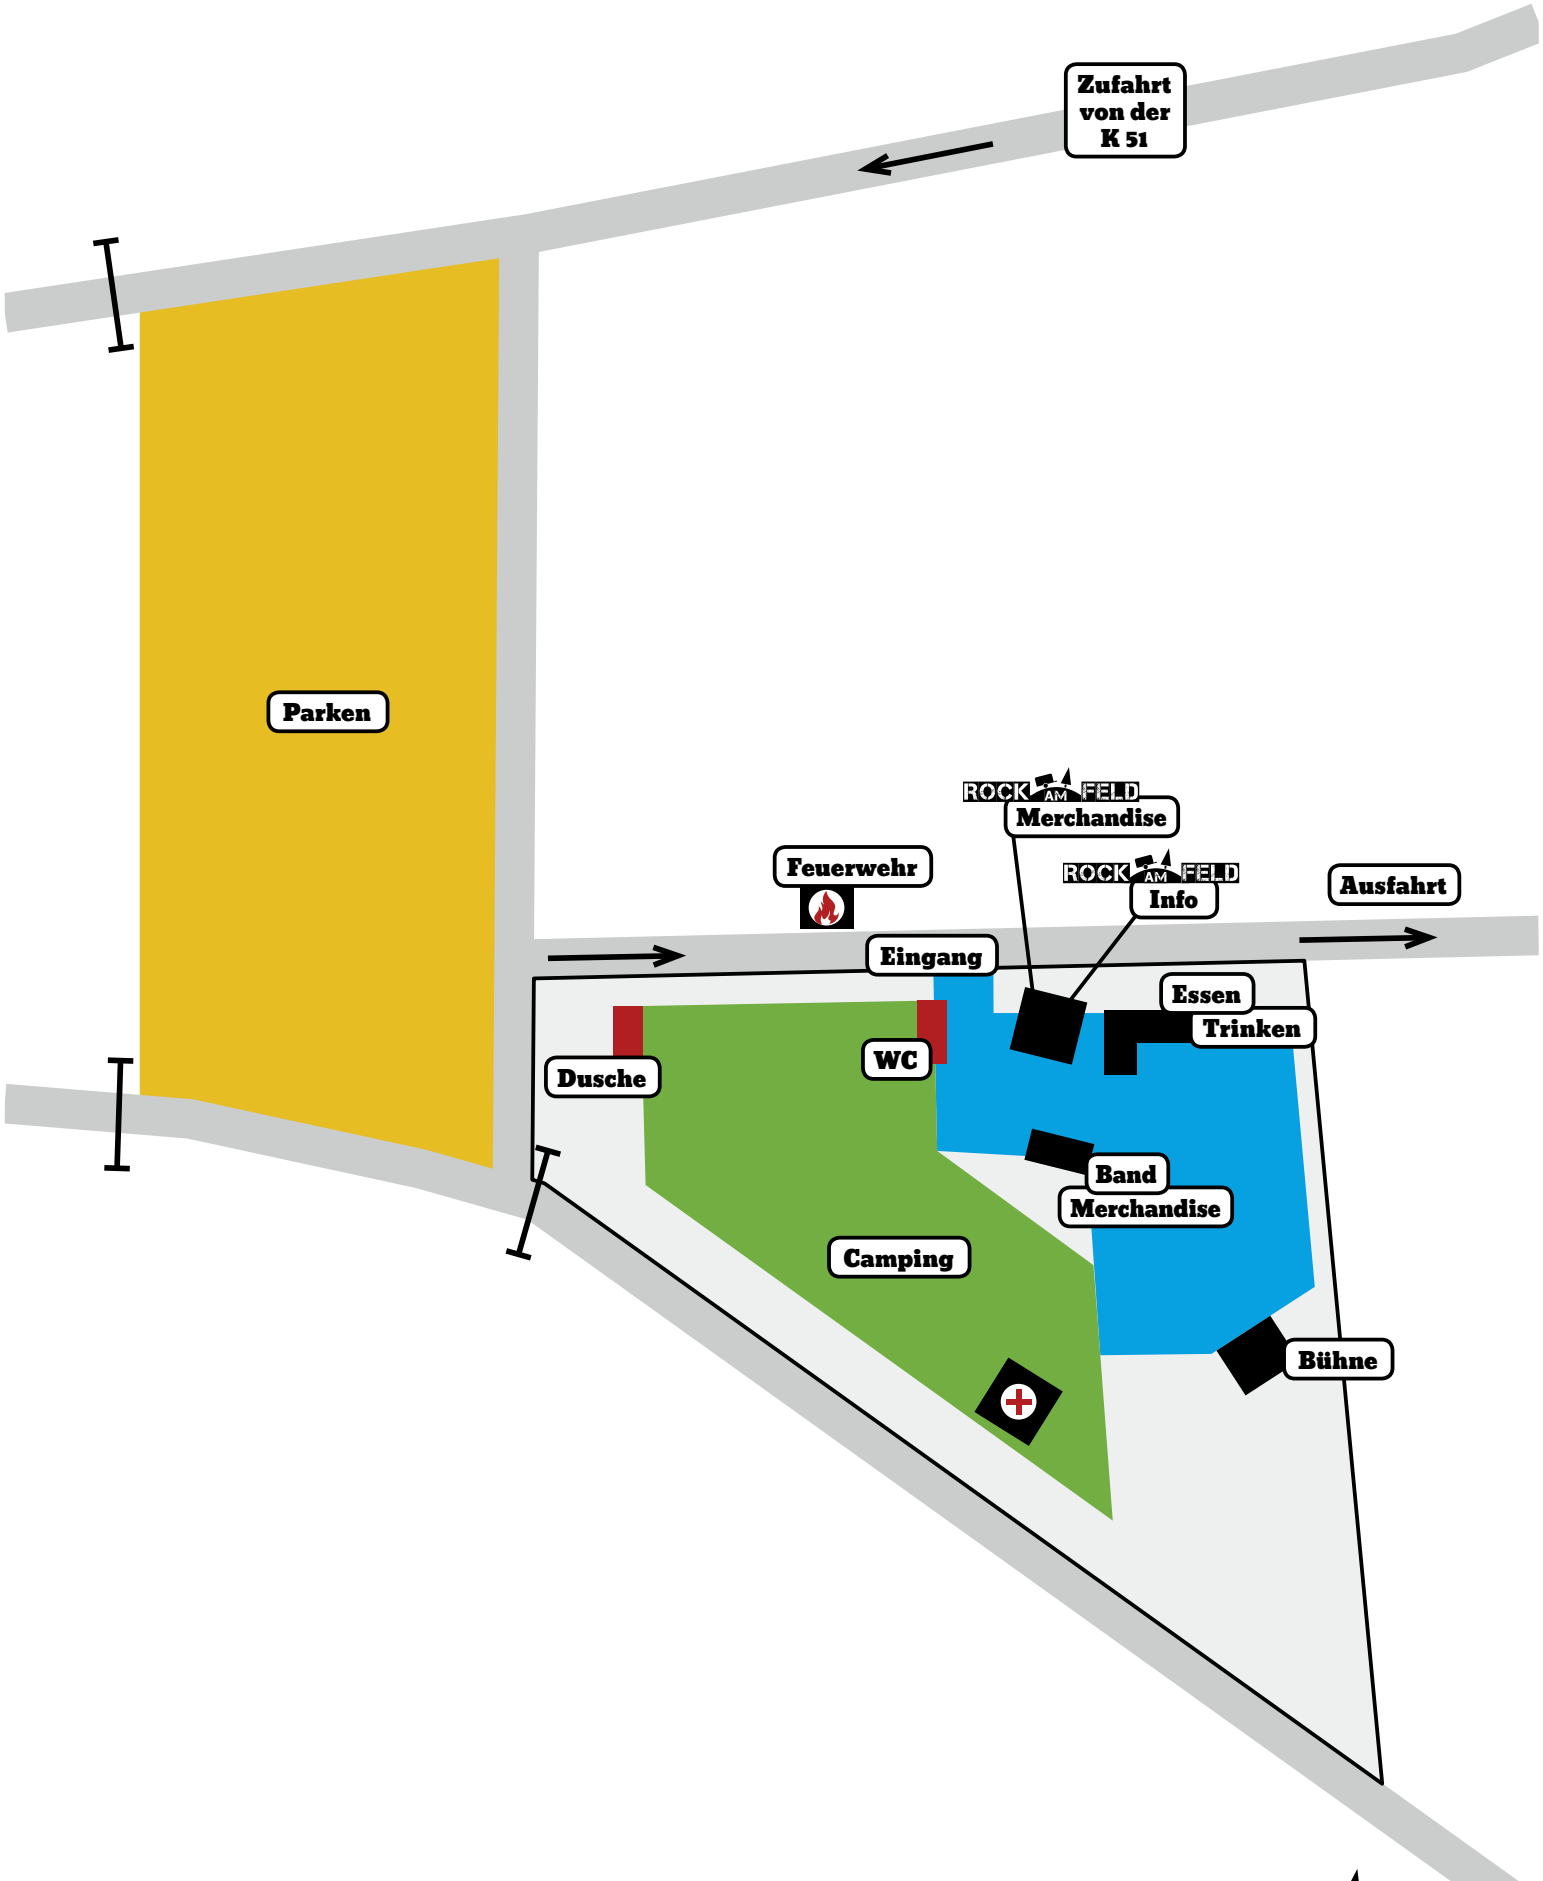 Zufahrt
von der
K 51
Parken
ROCK AM FELD
Merchandise
Feuerwehr
ROCK AM FELD
Info
Ausfahrt
Eingang
Essen
Trinken
WC
Dusche
Band
Merchandise
Camping
Bühne